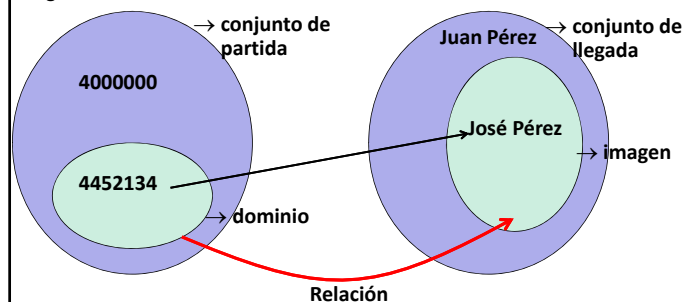 → conjunto de
partida
4000000
4452134
→ dominio
Juan Pérez
→ conjunto de
llegada
José Pérez
→ imagen
Relación